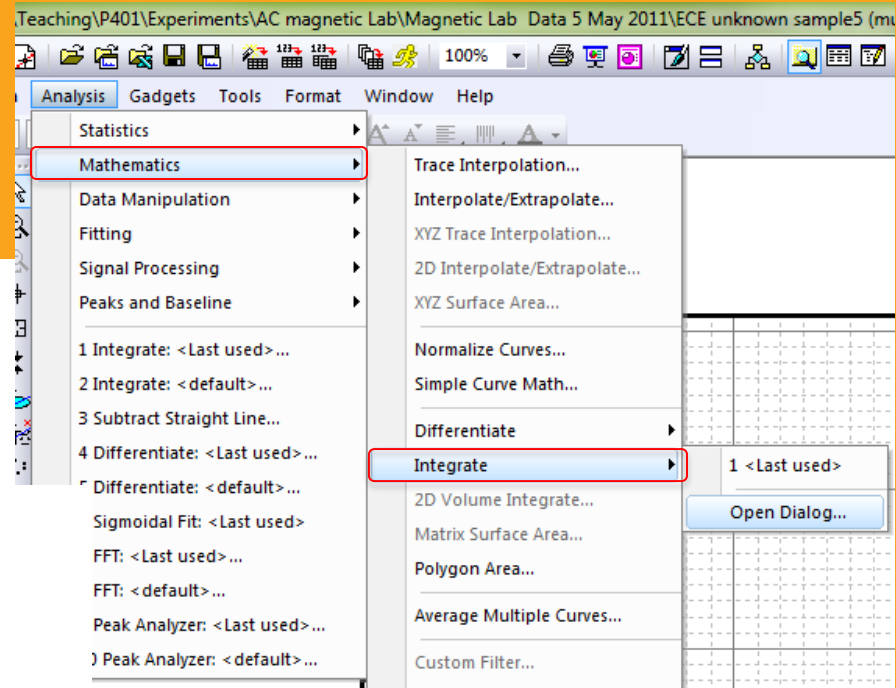 \Teaching\P401\Experiments\AC magnetic Lab\Magnetic Lab Data 5 May 2011\ECE unknown sample5 (mu
100%
Analysis Gadgets Tools Format Window Help
Statistics
Mathematics
Data Manipulation
Fitting
Signal Processing
Peaks and Baseline
1 Integrate: <Last used>...
2 Integrate: <default>...
3 Subtract Straight Line...
4 Differentiate: <Last used>...
Differentiate: <default>...
Sigmoidal Fit: <Last used>
FFT: <Last used>...
FFT: <default>...
Peak Analyzer: <Last used>...
Peak Analyzer: <default>...
Trace Interpolation...
Interpolate/Extrapolate...
XYZ Trace Interpolation...
2D Interpolate/Extrapolate...
XYZ Surface Area...
Normalize Curves...
Simple Curve Math...
Differentiate
Integrate
2D Volume Integrate...
Matrix Surface Area...
Polygon Area...
Average Multiple Curves...
Custom Filter...
1 <Last used>
Open Dialog...